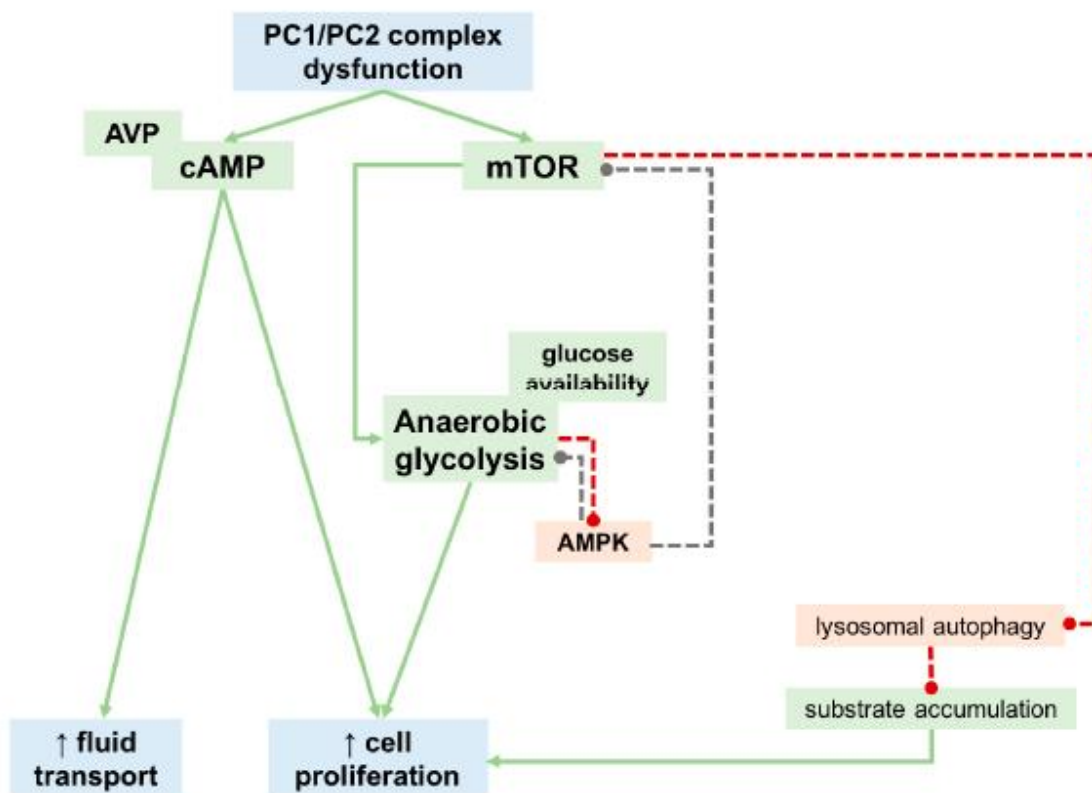 PC1/PC2 complex
dysfunction
AVP
cAMP
mTOR
glucose
availability
Anaerobic
glycolysis
AMPK
lysosomal autophagy
substrate accumulation
↑ fluid
transport
↑ cell
proliferation